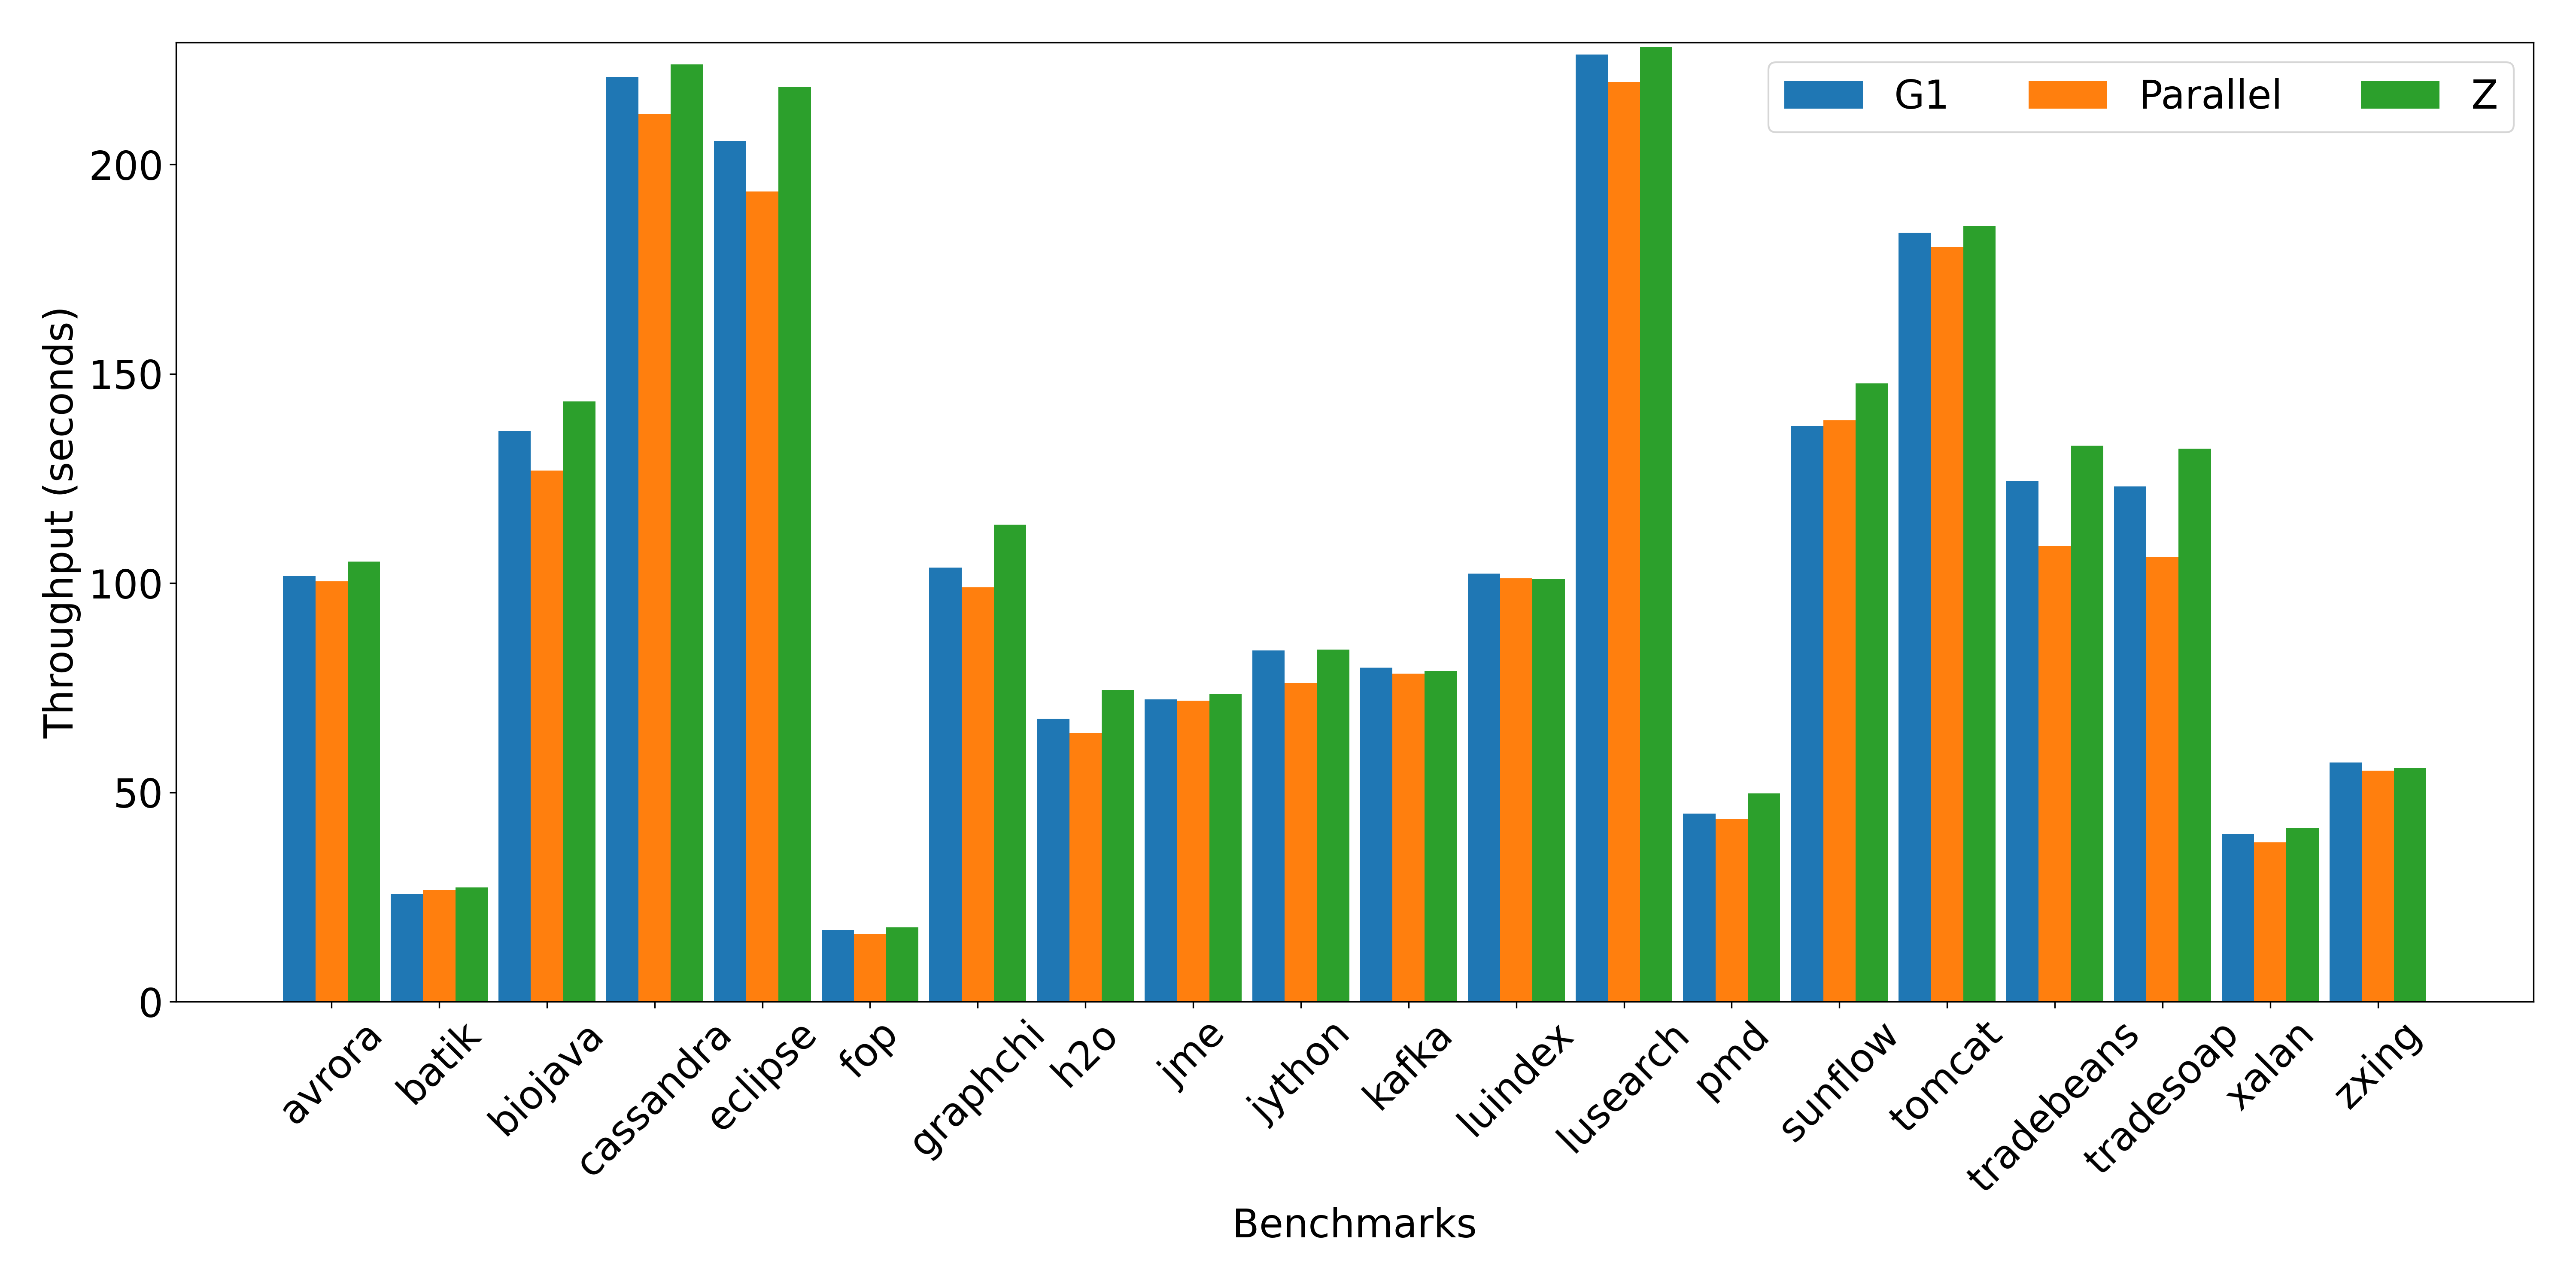 G1 Parallel Z
Throughput (seconds)
200
150
100
50
0
avrora
batik
biojava
cassandra
eclipse
fop
graphchi
h2o
jme
jython
kafka
luindex
lusearch
pmd
sunflow
tomcat
tradebeans
tradesoap
xalan
zxing
Benchmarks